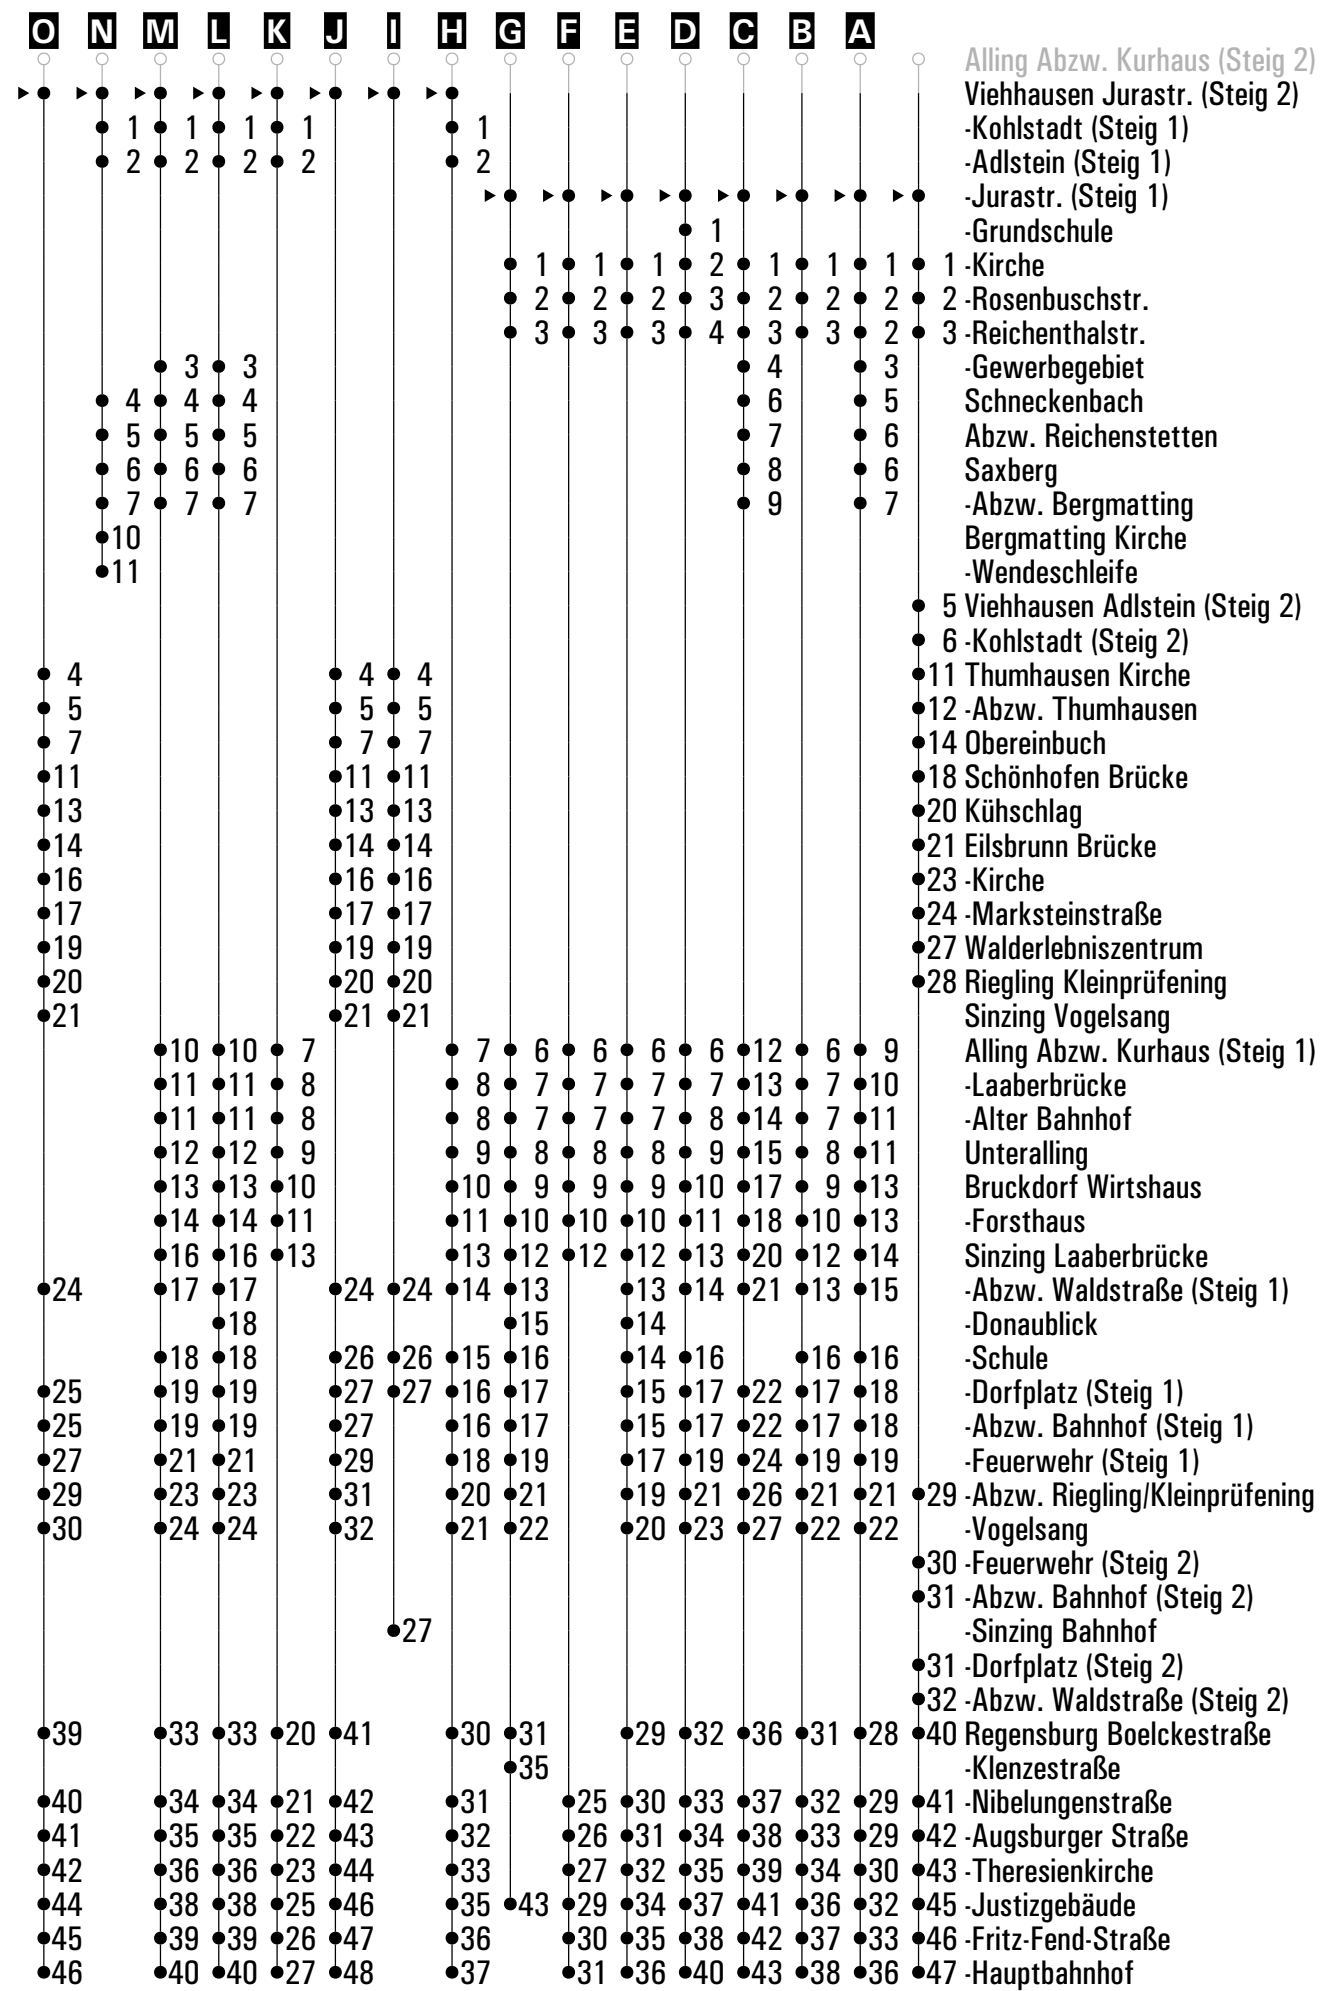 O N M L K J I H G F E D C B A
Alling Abzw. Kurhaus (Steig 2)
Viehhausen Jurastr. (Steig 2)
1 1 1 1 1 -Kohlstadt (Steig 1)
2 2 2 2 2 -Adlstein (Steig 1)
-Jurastr. (Steig 1)
1 -Grundschule
1 1 1 2 1 1 1 1 -Kirche
2 2 2 3 2 2 2 2 -Rosenbuschstr.
3 3 3 4 3 3 2 3 -Reichenthalstr.
3 3 4 3 -Gewerbegebiet
4 4 4 6 5 Schneckenbach
5 5 5 7 6 Abzw. Reichenstetten
6 6 6 8 6 Saxberg
7 7 7 9 7 -Abzw. Bergmatting
10 Bergmatting Kirche
11 -Wendeschleife
5 Viehhausen Adlstein (Steig 2)
6 -Kohlstadt (Steig 2)
4 4 4 11 Thumhausen Kirche
5 5 5 12 -Abzw. Thumhausen
7 7 7 14 Obereinbuch
11 11 11 18 Schönhofen Brücke
13 13 13 20 Kühschlag
14 14 14 21 Eilsbrunn Brücke
16 16 16 23 -Kirche
17 17 17 24 -Marksteinstraße
19 19 19 27 Walderlebniszentrum
20 20 20 28 Riegling Kleinprüfening
21 21 21 Sinzing Vogelsang
10 10 7 7 6 6 6 6 12 6 9 Alling Abzw. Kurhaus (Steig 1)
11 11 8 8 7 7 7 7 13 7 10 -Laaberbrücke
11 11 8 8 7 7 7 8 14 7 11 -Alter Bahnhof
12 12 9 9 8 8 8 9 15 8 11 Unteralling
13 13 10 10 9 9 9 10 17 9 13 Bruckdorf Wirtshaus
14 14 11 11 10 10 10 11 18 10 13 -Forsthaus
16 16 13 13 12 12 12 13 20 12 14 Sinzing Laaberbrücke
24 17 17 24 24 14 13 13 14 21 13 15 -Abzw. Waldstraße (Steig 1)
18 15 14 -Donaublick
18 18 26 26 15 16 14 16 16 16 -Schule
25 19 19 27 27 16 17 15 17 22 17 18 -Dorfplatz (Steig 1)
25 19 19 27 16 17 15 17 22 17 18 -Abzw. Bahnhof (Steig 1)
27 21 21 29 18 19 17 19 24 19 19 -Feuerwehr (Steig 1)
29 23 23 31 20 21 19 21 26 21 21 29 -Abzw. Riegling/Kleinprüfening
30 24 24 32 21 22 20 23 27 22 22 -Vogelsang
30 -Feuerwehr (Steig 2)
31 -Abzw. Bahnhof (Steig 2)
27 -Sinzing Bahnhof
31 -Dorfplatz (Steig 2)
32 -Abzw. Waldstraße (Steig 2)
39 33 33 20 41 30 31 29 32 36 31 28 40 Regensburg Boelckestraße
35 -Klenzestraße
40 34 34 21 42 31 25 30 33 37 32 29 41 -Nibelungenstraße
41 35 35 22 43 32 26 31 34 38 33 29 42 -Augsburger Straße
42 36 36 23 44 33 27 32 35 39 34 30 43 -Theresienkirche
44 38 38 25 46 35 43 29 34 37 41 36 32 45 -Justizgebäude
45 39 39 26 47 36 30 35 38 42 37 33 46 -Fritz-Fend-Straße
46 40 40 27 48 37 31 36 40 43 38 36 47 -Hauptbahnhof